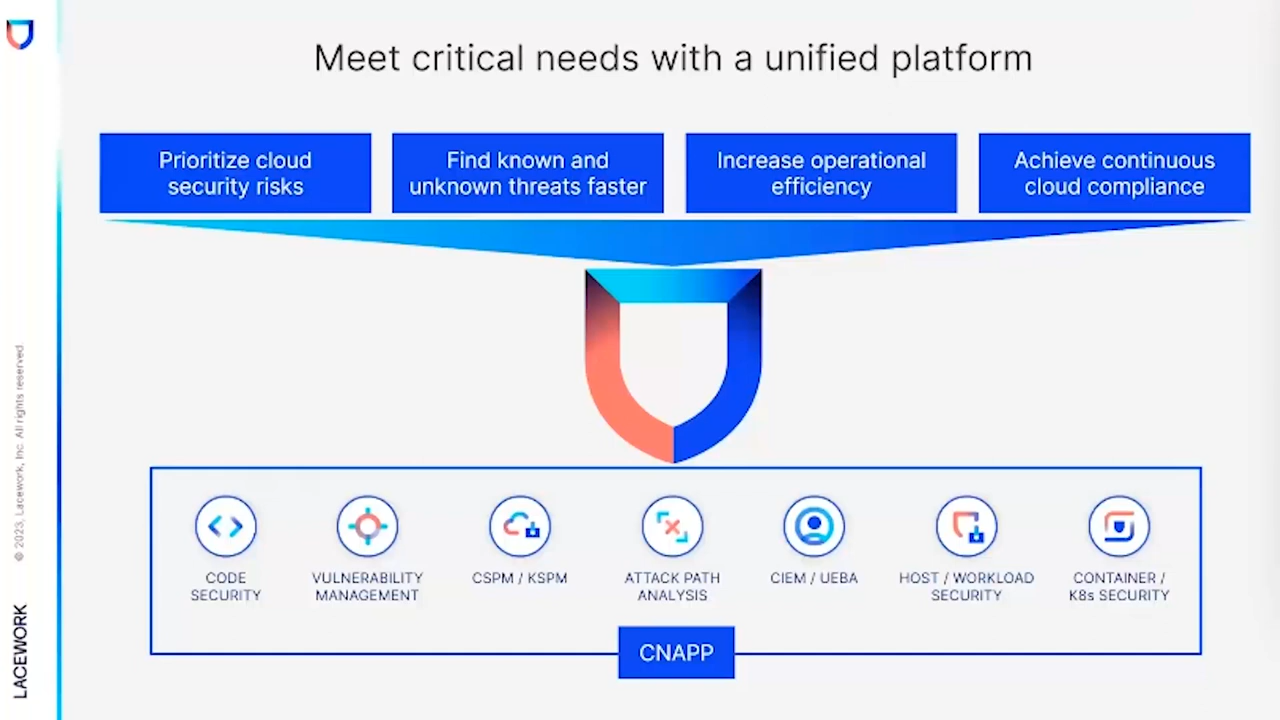 Meet critical needs with a unified platform
Prioritize cloud
security risks
Find known and
unknown threats faster
Increase operational
efficiency
Achieve continuous
cloud compliance
CODE
SECURITY
VULNERABILITY
MANAGEMENT
CSPM / KSPM
ATTACK PATH
ANALYSIS
CIEM / UEBA
HOST / WORKLOAD
SECURITY
CONTAINER /
K8s SECURITY
CNAPP
© 2023, Lacework, Inc. All rights reserved
LACEWORK